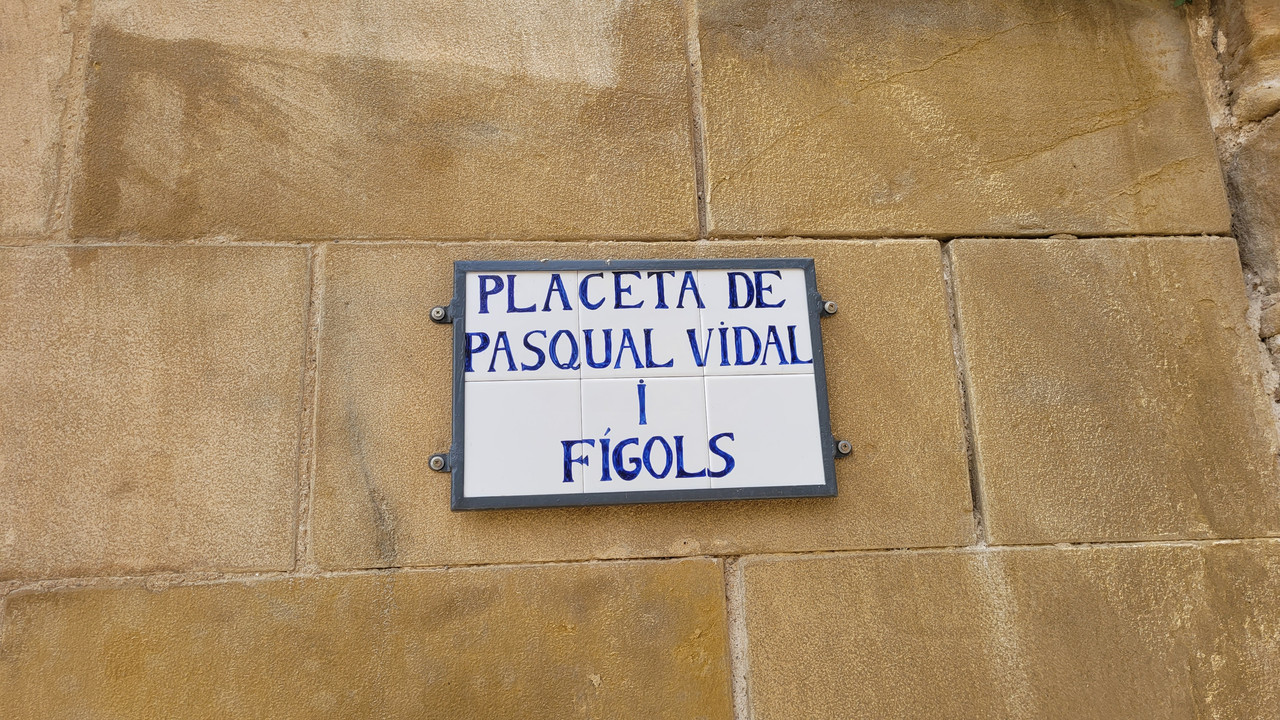 PLACETA DE
PASQUAL VIDAL
I
FÍGOLS